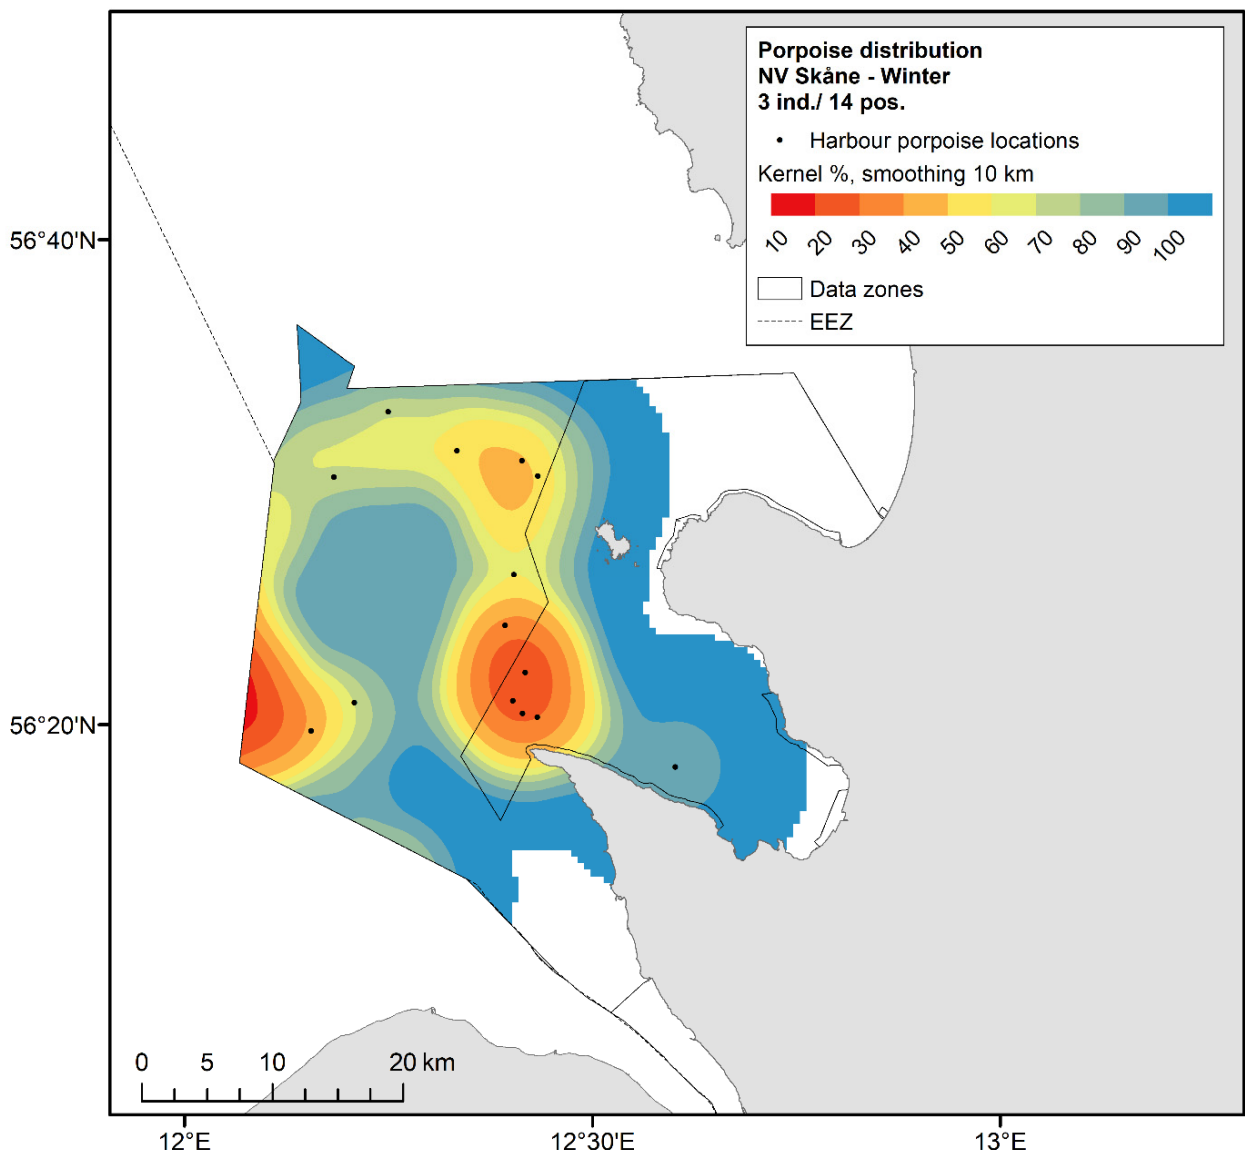 Porpoise distribution
NV Skåne - Winter
3 ind./ 14 pos.
Harbour porpoise locations
Kernel %, smoothing 10 km
10 20 30 40 50 60 70 80 90 100
Data zones
EEZ
56°40'N
56°20'N
0 5 10 20 km
12°E 12°30'E 13°E